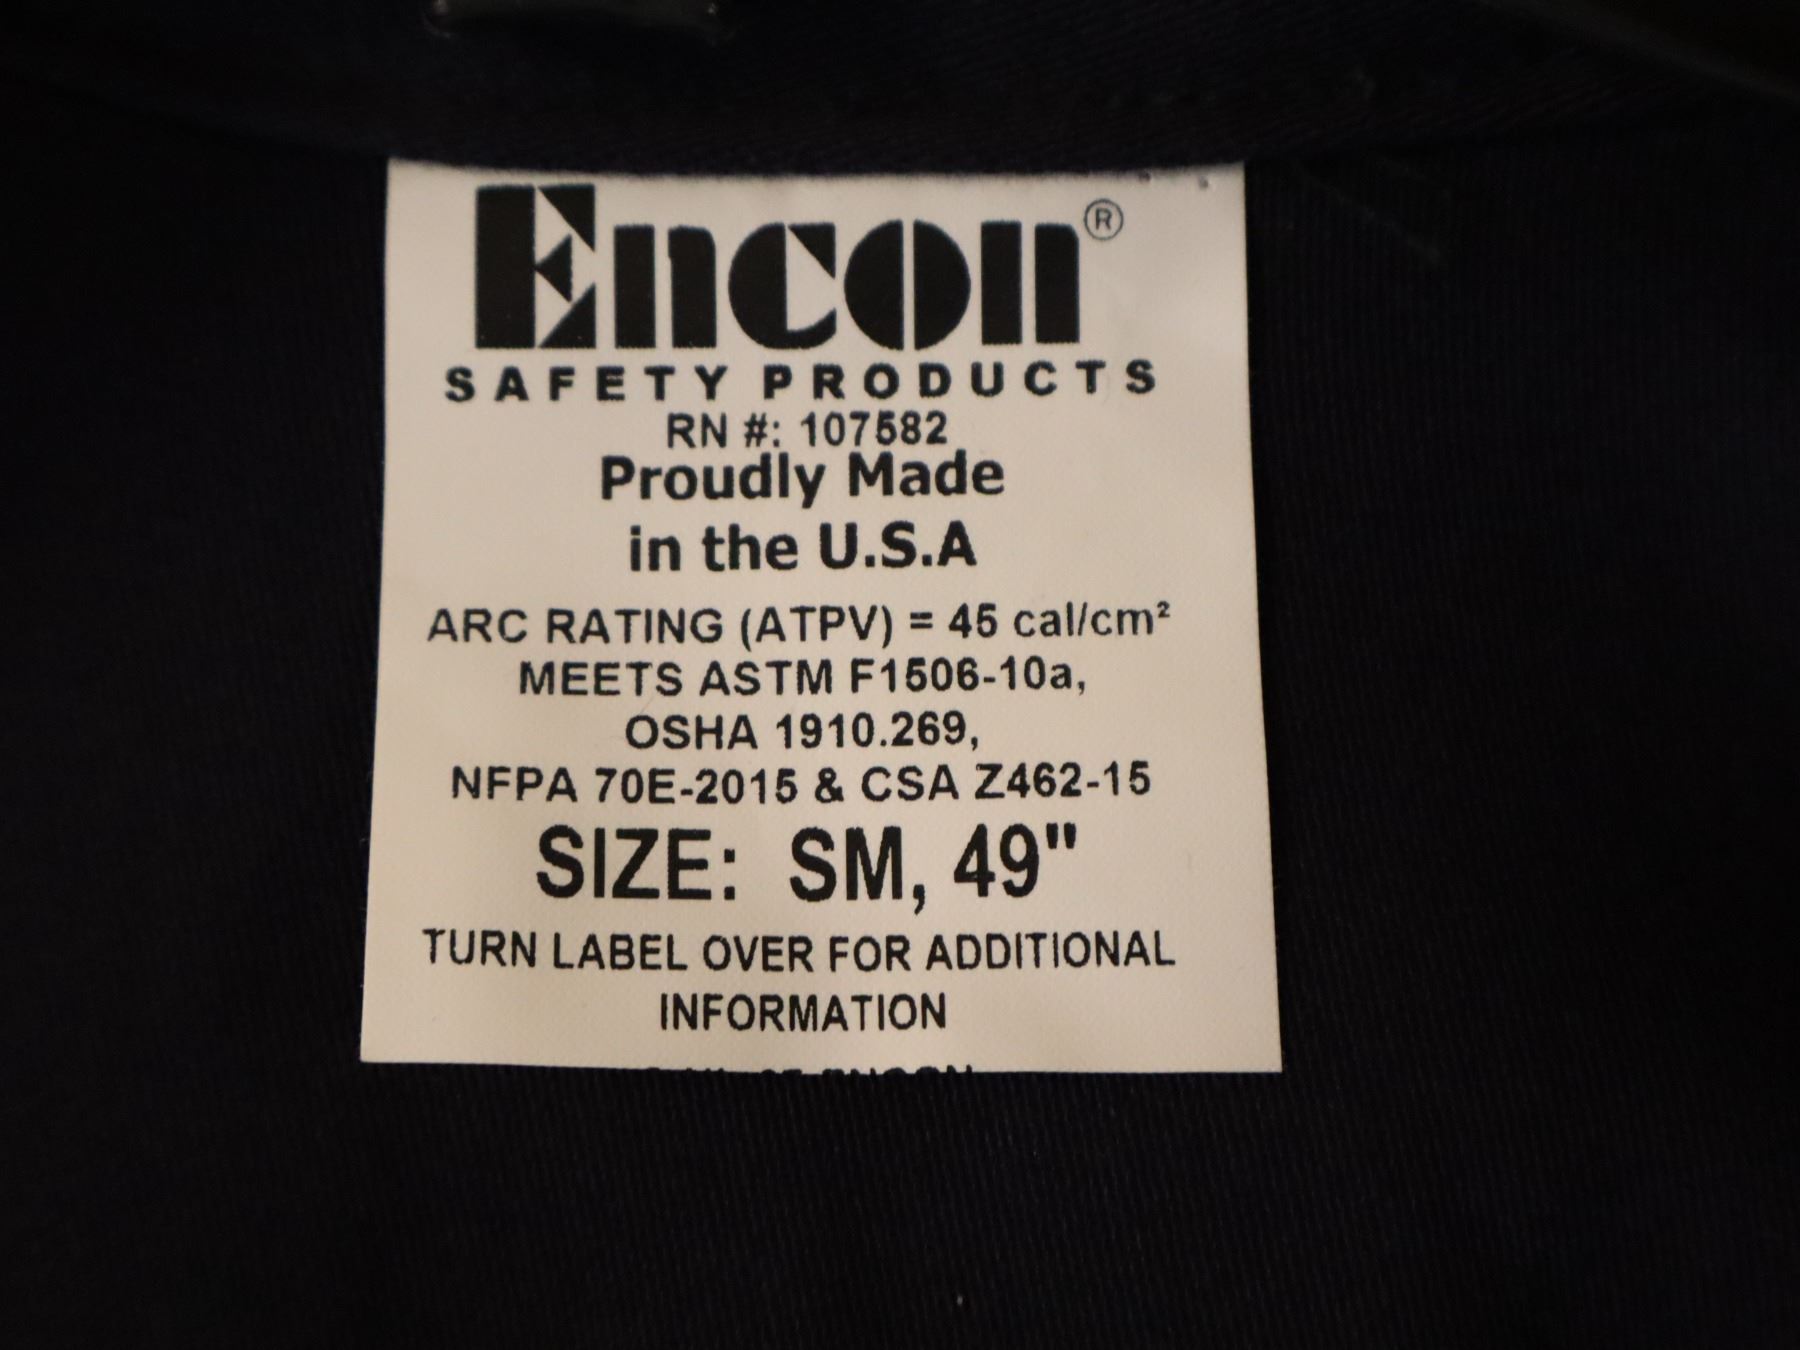 Encon®
SAFETY PRODUCTS
RN #: 107582
Proudly Made
in the U.S.A
ARC RATING (ATPV) = 45 cal/cm²
MEETS ASTM F1506-10a,
OSHA 1910.269,
NFPA 70E-2015 & CSA Z462-15
SIZE: SM, 49"
TURN LABEL OVER FOR ADDITIONAL
INFORMATION